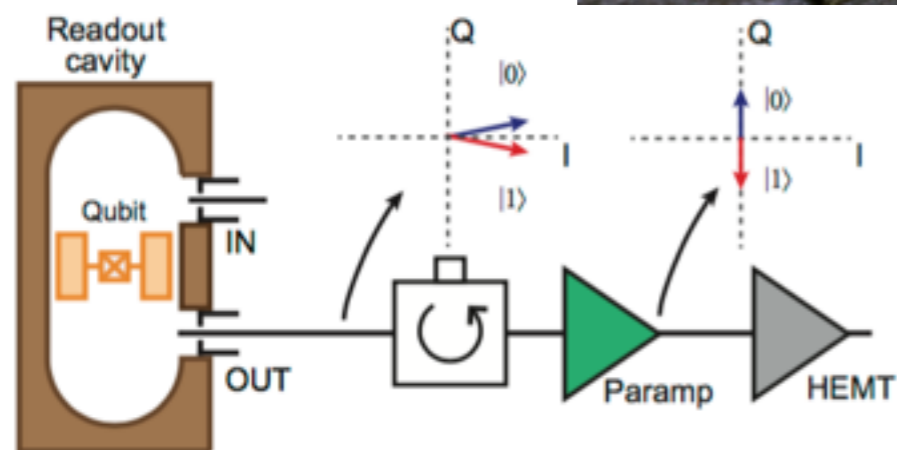 Readout
cavity
Qubit
IN
OUT
Q
|0⟩
I
|1⟩
Q
|0⟩
I
|1⟩
Paramp
HEMT